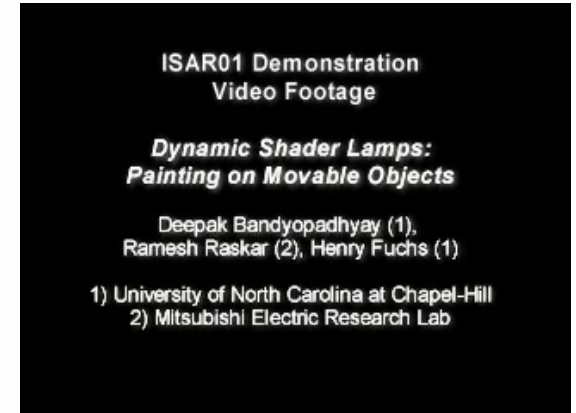 ISAR01 Demonstration
Video Footage
Dynamic Shader Lamps:
Painting on Movable Objects
Deepak Bandyopadhyay (1),
Ramesh Raskar (2), Henry Fuchs (1)
1) University of North Carolina at Chapel-Hill
2) Mitsubishi Electric Research Lab